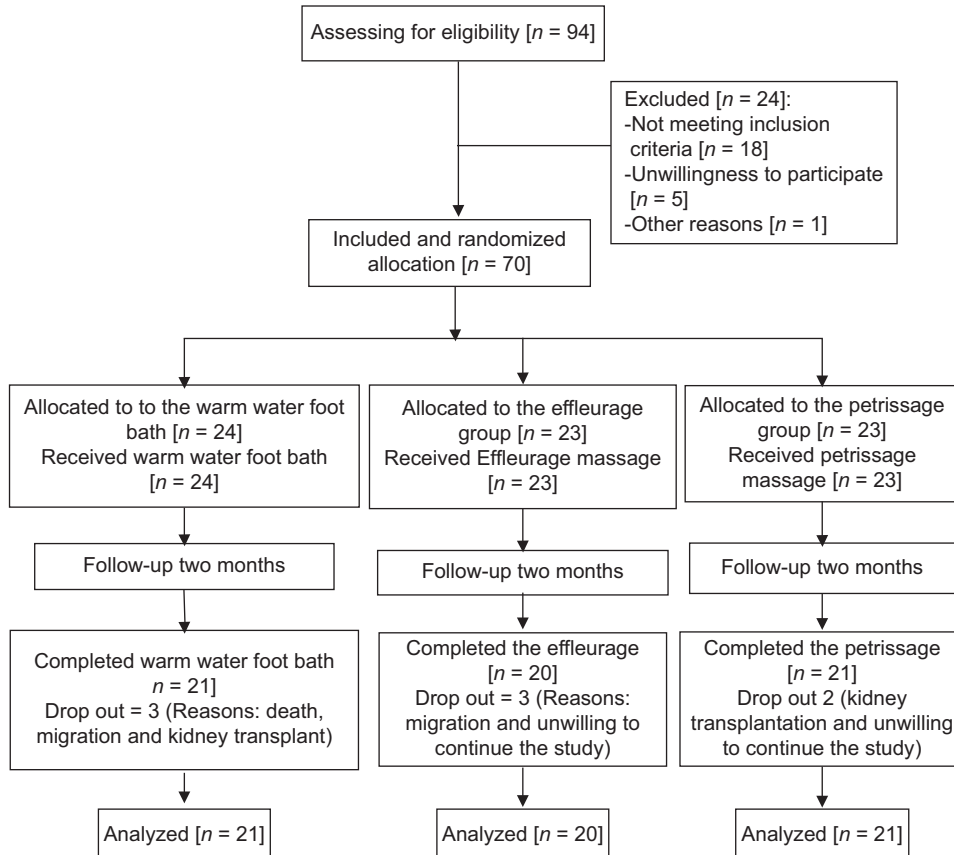 Assessing for eligibility [n = 94]
Excluded [n = 24]:
-Not meeting inclusion
criteria [n = 18]
-Unwillingness to participate
[n = 5]
-Other reasons [n = 1]
Included and randomized
allocation [n = 70]
Allocated to to the warm water foot
bath [n = 24]
Received warm water foot bath
[n = 24]
Allocated to the effleurage
group [n = 23]
Received Effleurage massage
[n = 23]
Allocated to the petrissage
group [n = 23]
Received petrissage
massage [n = 23]
Follow-up two months
Follow-up two months
Follow-up two months
Completed warm water foot bath
n = 21]
Drop out = 3 (Reasons: death,
migration and kidney transplant)
Completed the effleurage
[n = 20]
Drop out = 3 (Reasons:
migration and unwilling to
continue the study)
Completed the petrissage
[n = 21]
Drop out 2 (kidney
transplantation and unwilling
to continue the study)
Analyzed [n = 21]
Analyzed [n = 20]
Analyzed [n = 21]